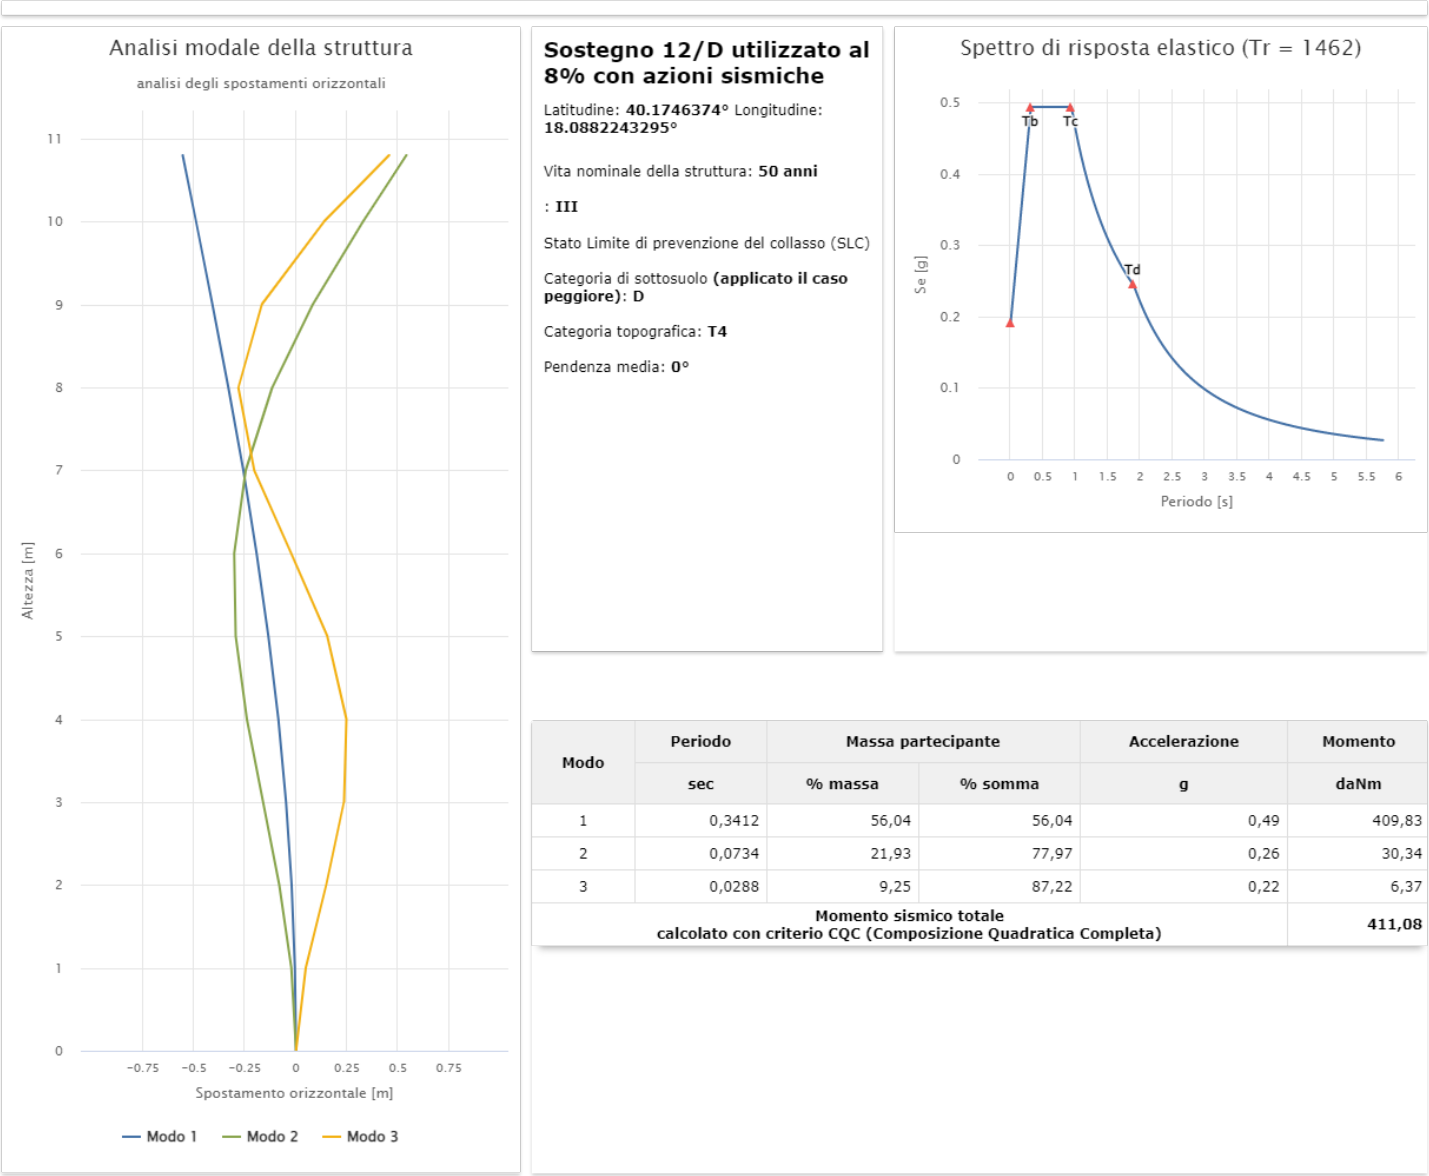 Analisi modale della struttura
analisi degli spostamenti orizzontali
11
10
9
8
7
6
5
4
3
2
1
0
Altezza [m]
-0.75 -0.5 -0.25 0 0.25 0.5 0.75
Spostamento orizzontale [m]
Modo 1 Modo 2 Modo 3
Sostegno 12/D utilizzato al
8% con azioni sismiche
Latitudine: 40.1746374° Longitudine:
18.0882243295°
Vita nominale della struttura: 50 anni
: III
Stato Limite di prevenzione del collasso (SLC)
Categoria di sottosuolo (applicato il caso
peggiore): D
Categoria topografica: T4
Pendenza media: 0°
Spettro di risposta elastico (Tr = 1462)
0.5
0.4
0.3
0.2
0.1
0
Se [g]
Tb Tc
Td
0 0.5 1 1.5 2 2.5 3 3.5 4 4.5 5 5.5 6
Periodo [s]
Modo Periodo Massa partecipante Accelerazione Momento
sec % massa % somma g daNm
1 0,3412 56,04 56,04 0,49 409,83
2 0,0734 21,93 77,97 0,26 30,34
3 0,0288 9,25 87,22 0,22 6,37
Momento sismico totale
calcolato con criterio CQC (Composizione Quadratica Completa) 411,08